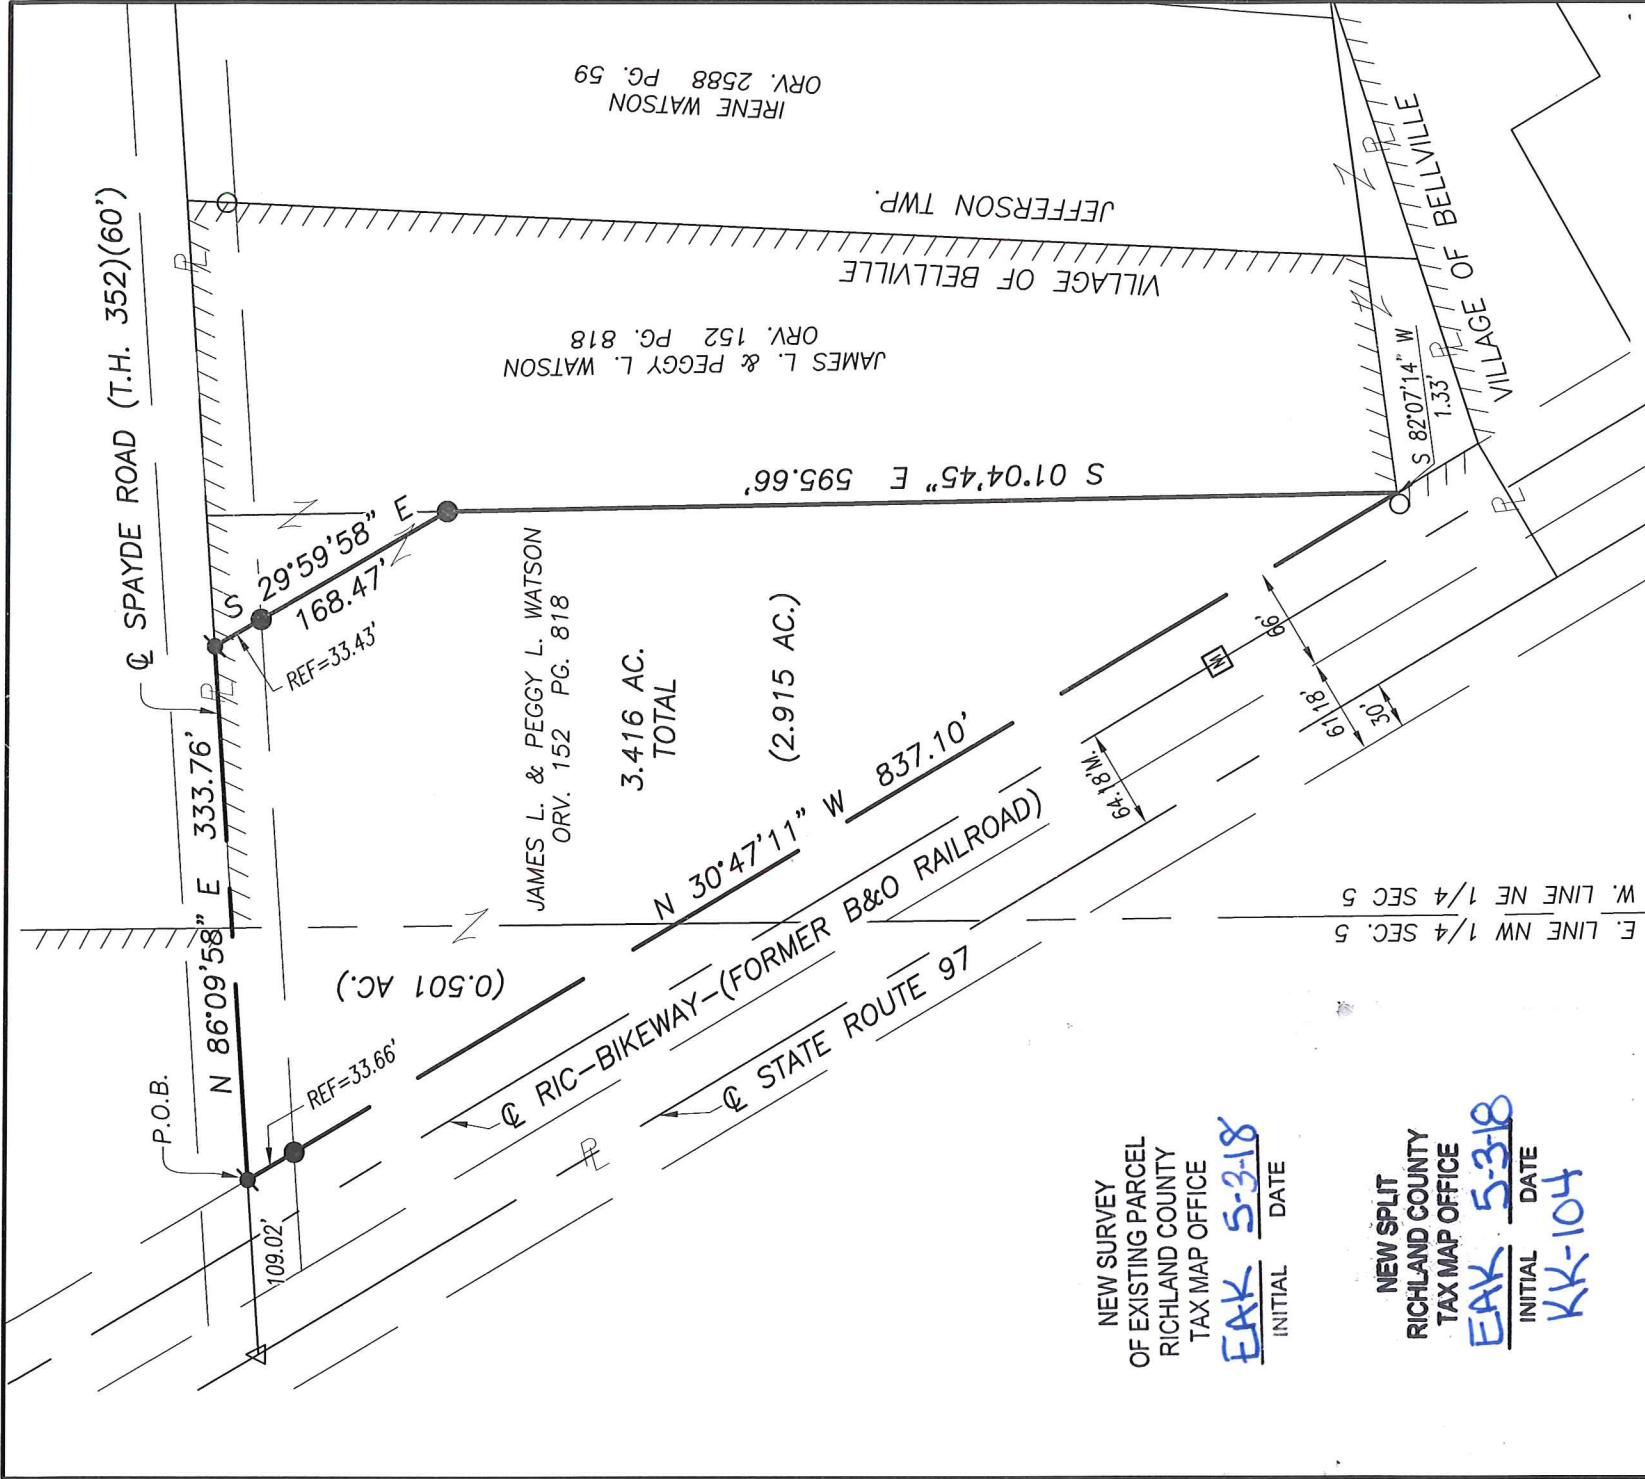 ℄ SPAYDE ROAD (T.H. 352)(60')
P.O.B.
N 86°09'58" E 333.76'
REF=33.66'
109.02'
S 29°59'58" E
168.47'
REF=33.43'
IRENE WATSON
ORV. 2588 PG. 59
JEFFERSON TWP.
VILLAGE OF BELLVILLE
JAMES L. & PEGGY L. WATSON
ORV. 152 PG. 818
S 01°04'45" E 595.66'
JAMES L. & PEGGY L. WATSON
ORV. 152 PG. 818
3.416 AC.
TOTAL
(2.915 AC.)
(0.501 AC.)
N 30°47'11" W 837.10'
℄ RIC-BIKEWAY-(FORMER B&O RAILROAD)
℄ STATE ROUTE 97
64.18'M.
M
66'
61.18'
30'
S 82°07'14" W
1.33'
VILLAGE OF BELLVILLE
PL
PL
PL
PL
PL
PL
W. LINE NE 1/4 SEC 5
E. LINE NW 1/4 SEC. 5
NEW SURVEY
OF EXISTING PARCEL
RICHLAND COUNTY
TAX MAP OFFICE
EAK 5-3-18
INITIAL DATE
NEW SPLIT
RICHLAND COUNTY
TAX MAP OFFICE
EAK 5-3-18
INITIAL DATE
KK-104